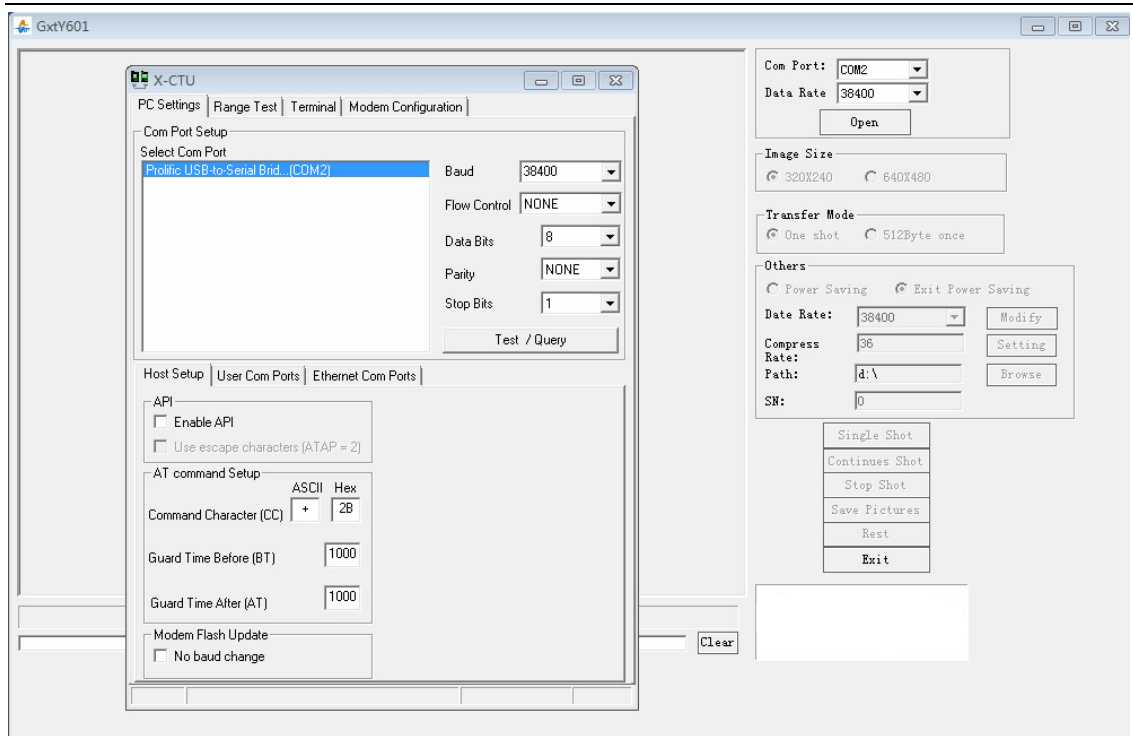 GxtY601
X-CTU
PC Settings Range Test Terminal Modem Configuration
Com Port Setup
Select Com Port
Prolific USB-to-Serial Brid...(COM2)
Baud 38400
Flow Control NONE
Data Bits 8
Parity NONE
Stop Bits 1
Test / Query
Host Setup User Com Ports Ethernet Com Ports
API
Enable API
Use escape characters (ATAP = 2)
AT command Setup
ASCII Hex
Command Character (CC) + 2B
Guard Time Before (BT) 1000
Guard Time After (AT) 1000
Modem Flash Update
No baud change
Com Port: COM2
Data Rate 38400
Open
Image Size
320X240 640X480
Transfer Mode
One shot 512Byte once
Others
Power Saving Exit Power Saving
Date Rate: 38400 Modify
Compress 36 Setting
Rate:
Path: d:\ Browse
SN: 0
Single Shot
Continues Shot
Stop Shot
Save Pictures
Rest
Exit
Clear